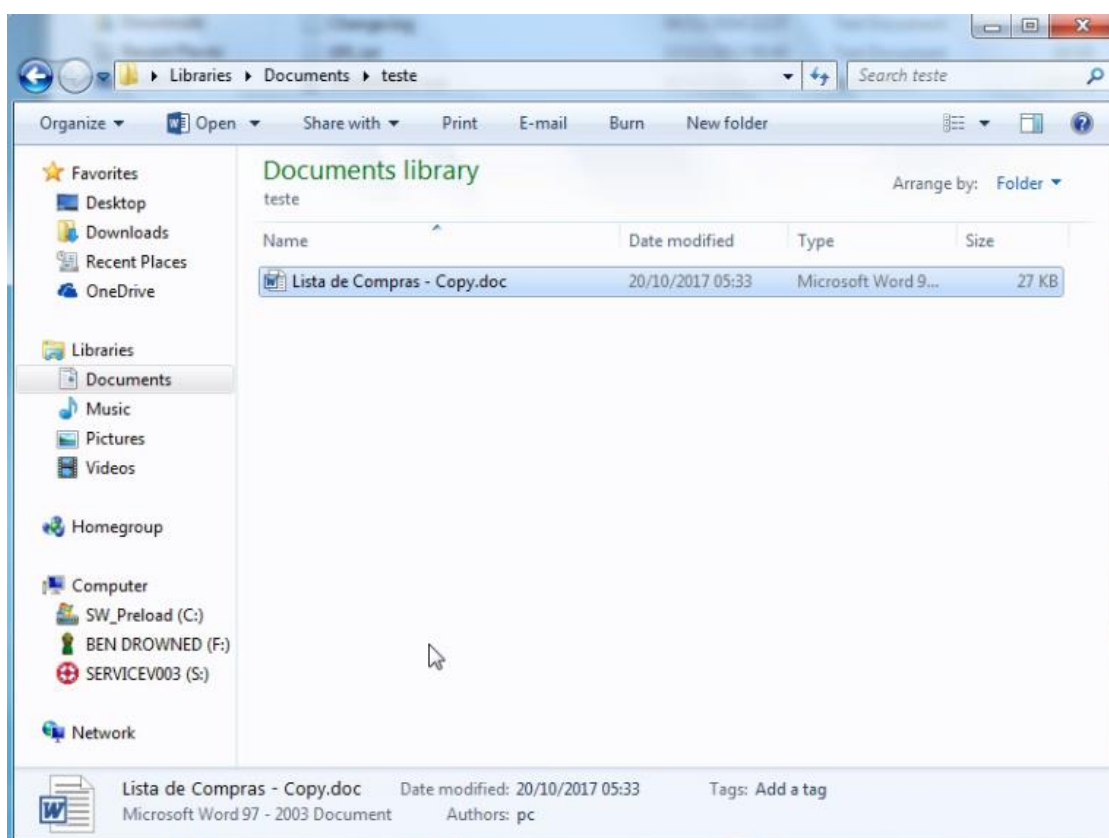 Libraries Documents teste Search teste
Organize Open Share with Print E-mail Burn New folder
Favorites
Desktop
Downloads
Recent Places
OneDrive
Libraries
Documents
Music
Pictures
Videos
Homegroup
Computer
SW_Preload (C:)
BEN DROWNED (F:)
SERVICEV003 (S:)
Network
Documents library
teste
Arrange by: Folder
Name Date modified Type Size
Lista de Compras - Copy.doc 20/10/2017 05:33 Microsoft Word 9... 27 KB
Lista de Compras - Copy.doc Date modified: 20/10/2017 05:33 Tags: Add a tag
Microsoft Word 97 - 2003 Document Authors: pc